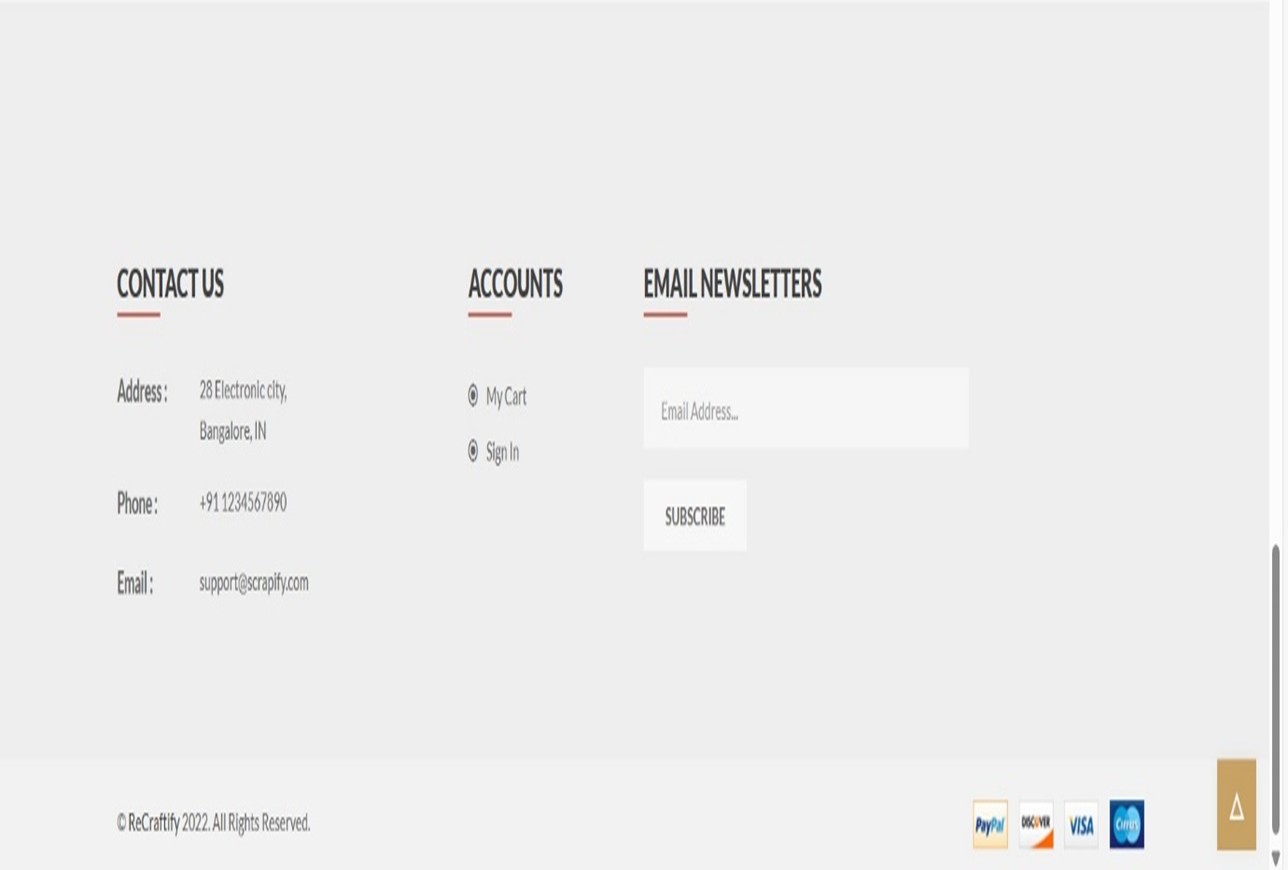 CONTACT US
Address :
28 Electronic city,
Bangalore, IN
Phone :
+91 1234567890
Email :
support@scrapify.com
ACCOUNTS
My Cart
Sign In
EMAIL NEWSLETTERS
Email Address...
SUBSCRIBE
© ReCraftify 2022. All Rights Reserved.
PayPal
DISCOVER
VISA
Cirrus